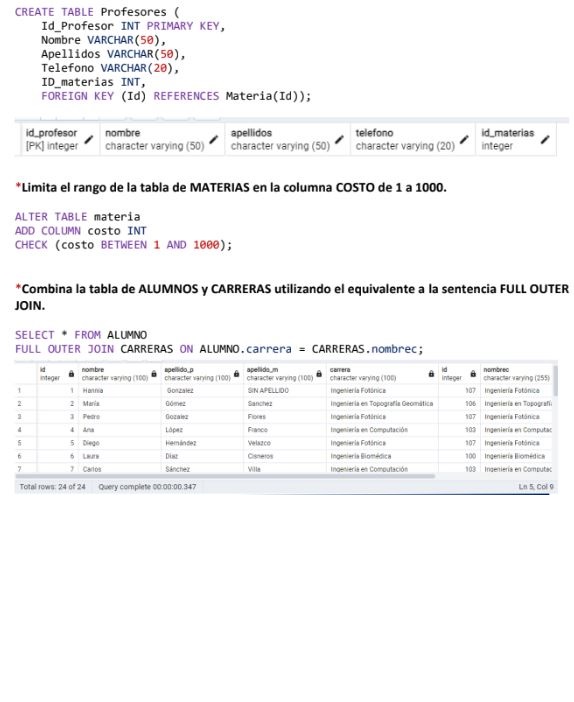 CREATE TABLE Profesores (
Id_Profesor INT PRIMARY KEY,
Nombre VARCHAR(50),
Apellidos VARCHAR(50),
Telefono VARCHAR(20),
ID_materias INT,
FOREIGN KEY (Id) REFERENCES Materia(Id));
id_profesor nombre apellidos telefono id_materias
[PK] integer character varying (50) character varying (50) character varying (20) integer
*Limita el rango de la tabla de MATERIAS en la columna COSTO de 1 a 1000.
ALTER TABLE materia
ADD COLUMN costo INT
CHECK (costo BETWEEN 1 AND 1000);
*Combina la tabla de ALUMNOS y CARRERAS utilizando el equivalente a la sentencia FULL OUTER
JOIN.
SELECT * FROM ALUMNO
FULL OUTER JOIN CARRERAS ON ALUMNO.carrera = CARRERAS.nombrec;
id nombre apellido_p apellido_m carrera id nombrec
integer character varying (100) character varying (100) character varying (100) character varying (100) integer character varying (255)
1 1 Hannia Gonzalez SIN APELLIDO Ingeniería Fotónica 107 Ingeniería Fotónica
2 2 María Gómez Sanchez Ingeniería en Topografía Geomática 106 Ingeniería en Topografí
3 3 Pedro Gozalez Flores Ingeniería Fotónica 107 Ingeniería Fotónica
4 4 Ana López Franco Ingeniería en Computación 103 Ingeniería en Computac
5 5 Diego Hernández Velazco Ingeniería Fotónica 107 Ingeniería Fotónica
6 6 Laura Díaz Cisneros Ingeniería Biomédica 100 Ingeniería Biomédica
7 7 Carlos Sánchez Villa Ingeniería en Computación 103 Ingeniería en Computac
Total rows: 24 of 24 Query complete 00:00:00.347 Ln 5, Col 9